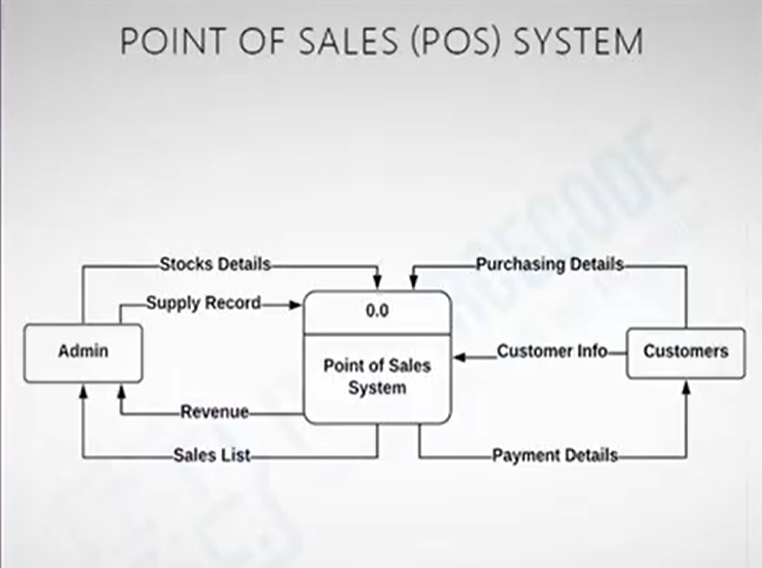 POINT OF SALES (POS) SYSTEM
Stocks Details
Purchasing Details
Supply Record
0.0
Admin
Point of Sales
System
Customer Info
Customers
Revenue
Sales List
Payment Details